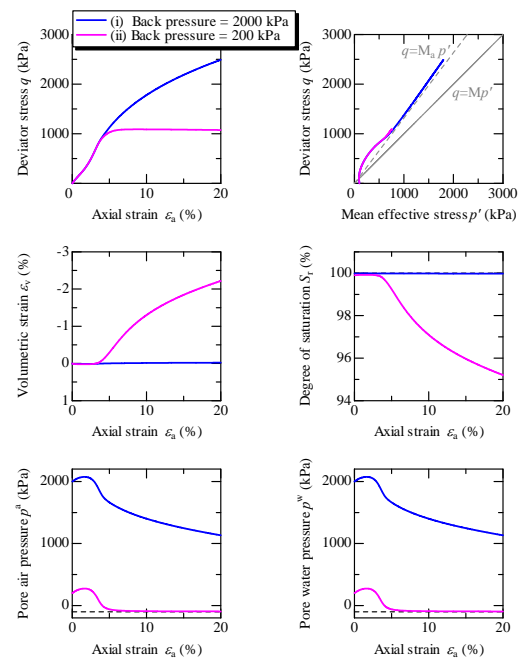 (i) Back pressure = 2000 kPa
(ii) Back pressure = 200 kPa
Deviator stress q (kPa)
3000
2000
1000
0
0 10 20
Axial strain εa (%)
Deviator stress q (kPa)
3000
2000
1000
0
q=Ma p′
q=Mp′
1000 2000 3000
Mean effective stress p′ (kPa)
Volumetric strain εv (%)
-3
-2
-1
0
1
0 10 20
Axial strain εa (%)
Degree of saturation Sr (%)
100
98
96
94
0 10 20
Axial strain εa (%)
Pore air pressure pa (kPa)
2000
1000
0
0 10 20
Axial strain εa (%)
Pore water pressure pw (kPa)
2000
1000
0
0 10 20
Axial strain εa (%)